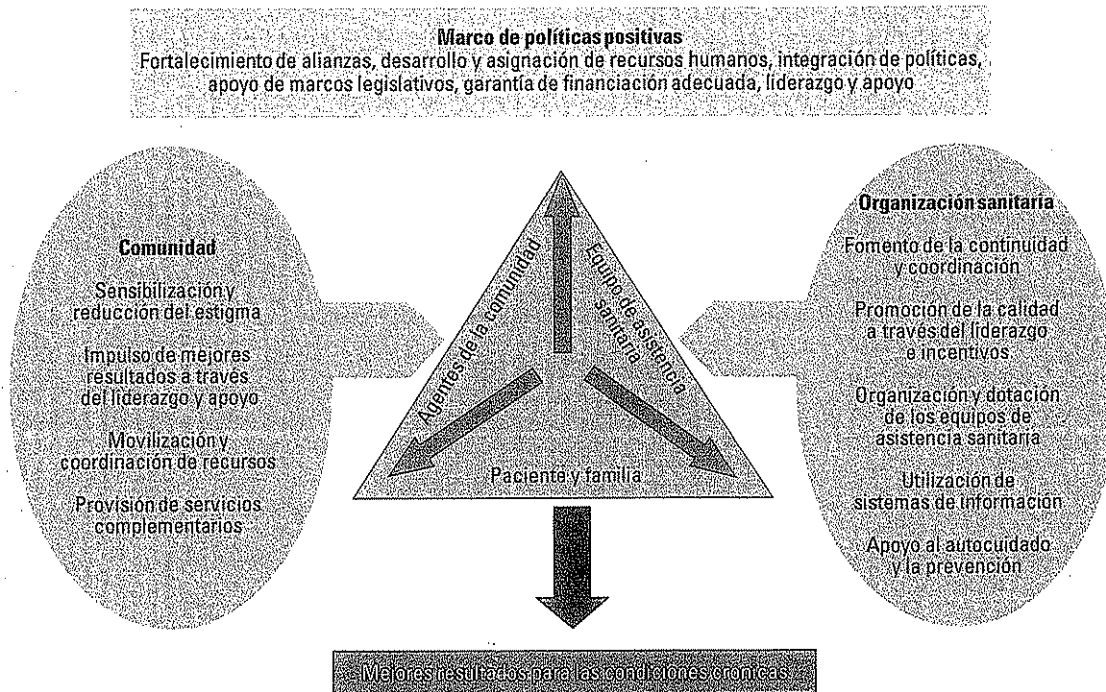 Marco de políticas positivas
Fortalecimiento de alianzas, desarrollo y asignación de recursos humanos, integración de políticas,
apoyo de marcos legislativos, garantía de financiación adecuada, liderazgo y apoyo
Comunidad
Sensibilización y
reducción del estigma
Impulso de mejores
resultados a través
del liderazgo y apoyo
Movilización y
coordinación de recursos
Provisión de servicios
complementarios
Agentes de la comunidad
Equipo de asistencia
sanitaria
Paciente y familia
Organización sanitaria
Fomento de la continuidad
y coordinación
Promoción de la calidad
a través del liderazgo
e incentivos
Organización y dotación
de los equipos de
asistencia sanitaria
Utilización de
sistemas de información
Apoyo al autocuidado
y la prevención
Mejores resultados para las condiciones crónicas